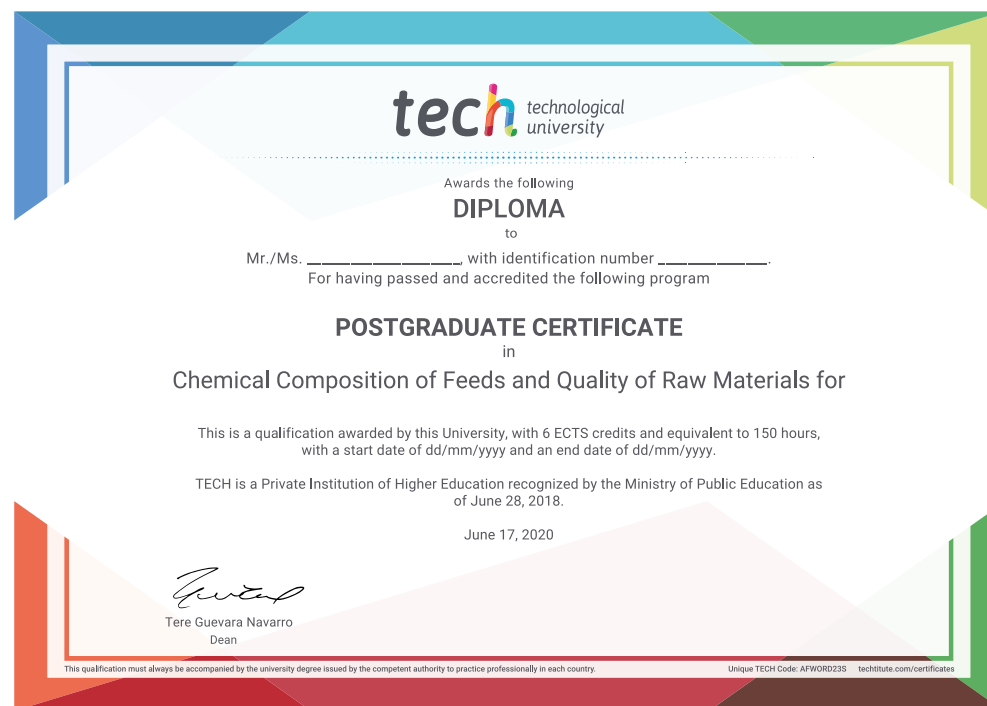 tech technological
university
Awards the following
DIPLOMA
to
Mr./Ms. ____________________, with identification number ______________.
For having passed and accredited the following program
POSTGRADUATE CERTIFICATE
in
Chemical Composition of Feeds and Quality of Raw Materials for
This is a qualification awarded by this University, with 6 ECTS credits and equivalent to 150 hours,
with a start date of dd/mm/yyyy and an end date of dd/mm/yyyy.
TECH is a Private Institution of Higher Education recognized by the Ministry of Public Education as
of June 28, 2018.
June 17, 2020
Tere Guevara Navarro
Dean
This qualification must always be accompanied by the university degree issued by the competent authority to practice professionally in each country.
Unique TECH Code: AFWORD23S techtitute.com/certificates